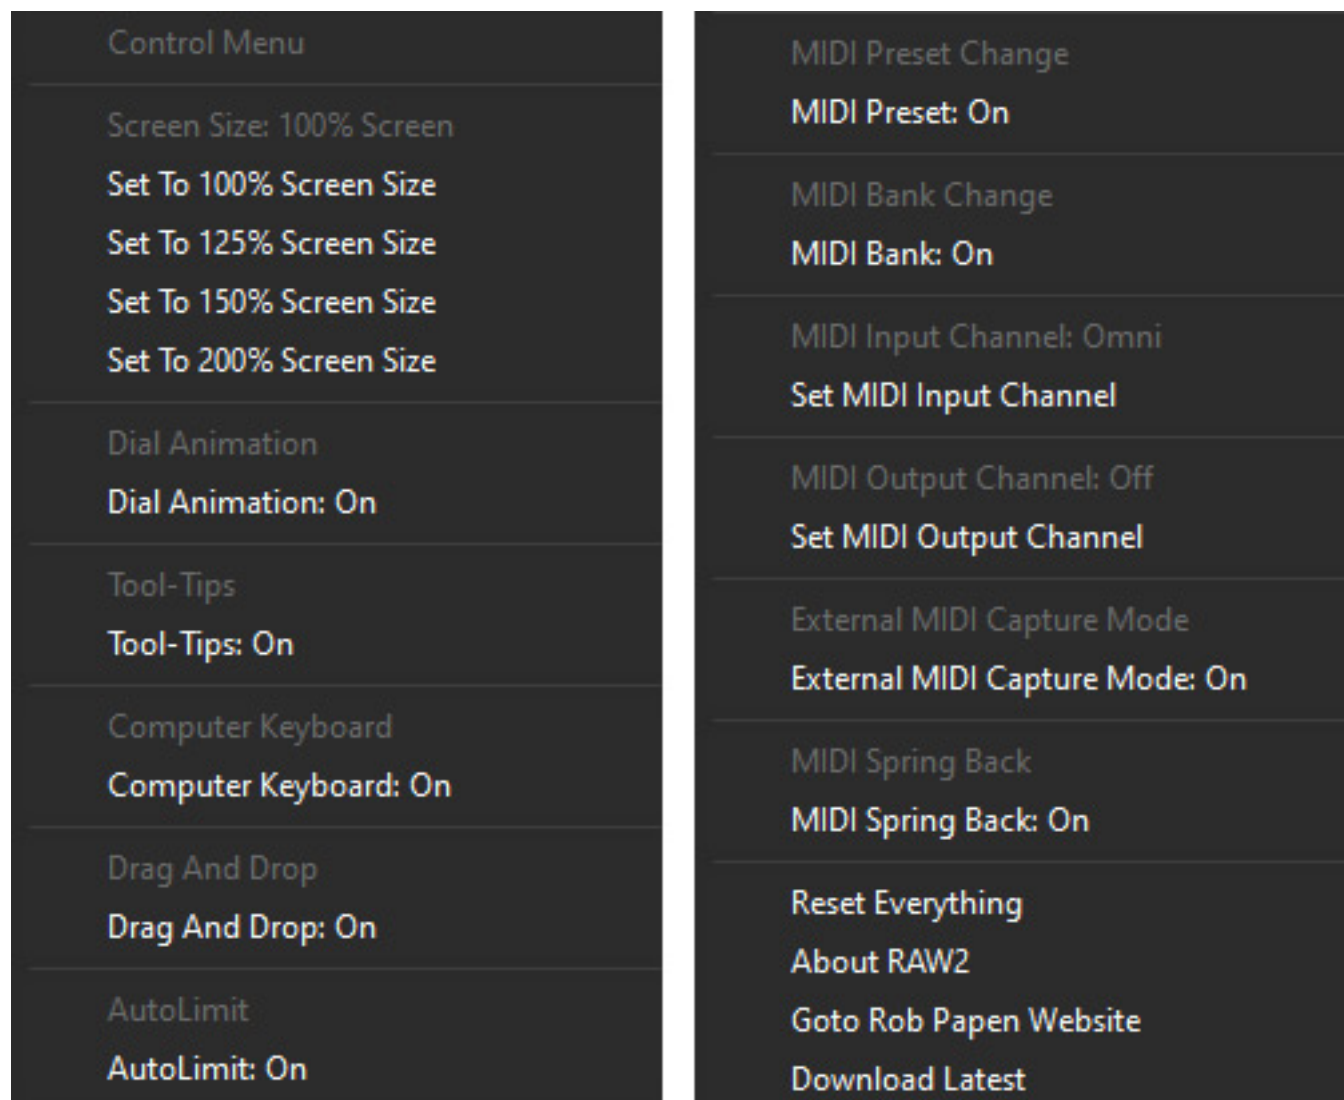 Control Menu
Screen Size: 100% Screen
Set To 100% Screen Size
Set To 125% Screen Size
Set To 150% Screen Size
Set To 200% Screen Size
Dial Animation
Dial Animation: On
Tool-Tips
Tool-Tips: On
Computer Keyboard
Computer Keyboard: On
Drag And Drop
Drag And Drop: On
AutoLimit
AutoLimit: On
MIDI Preset Change
MIDI Preset: On
MIDI Bank Change
MIDI Bank: On
MIDI Input Channel: Omni
Set MIDI Input Channel
MIDI Output Channel: Off
Set MIDI Output Channel
External MIDI Capture Mode
External MIDI Capture Mode: On
MIDI Spring Back
MIDI Spring Back: On
Reset Everything
About RAW2
Goto Rob Papen Website
Download Latest